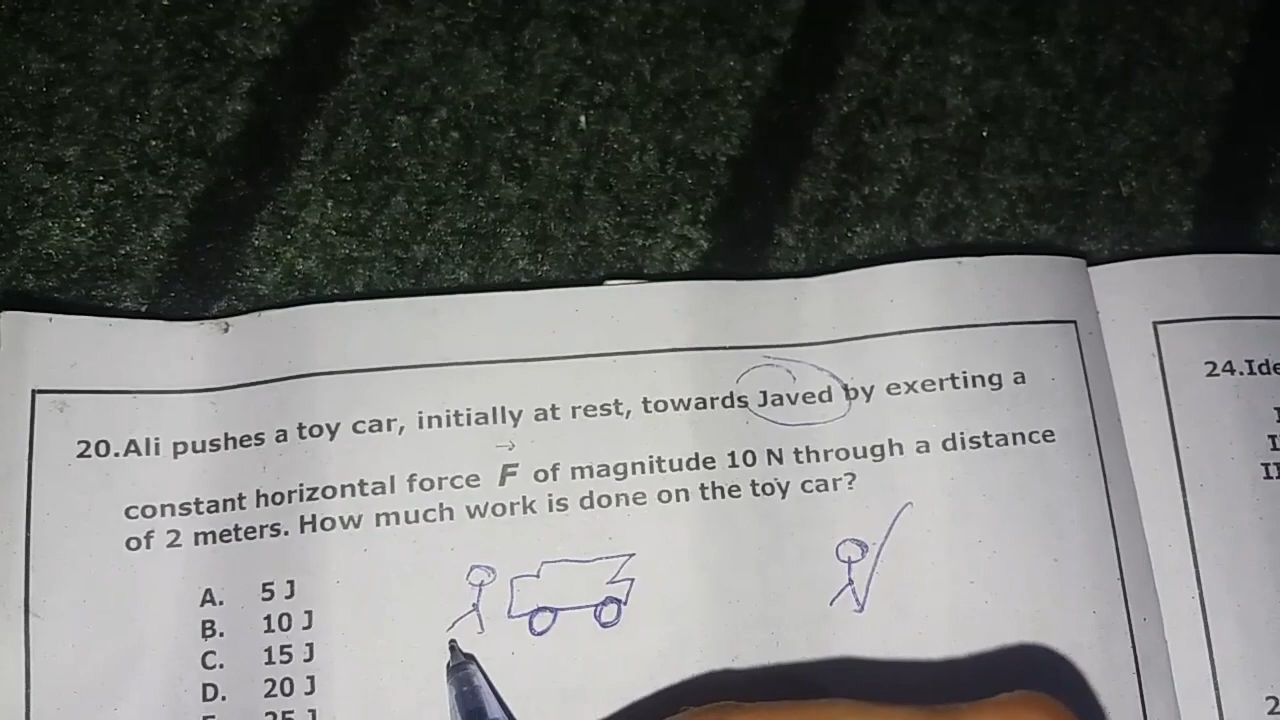 20.Ali pushes a toy car, initially at rest, towards Javed by exerting a
constant horizontal force F of magnitude 10 N through a distance
of 2 meters. How much work is done on the toy car?
A. 5 J
B. 10 J
C. 15 J
D. 20 J
25 J
24.Ide